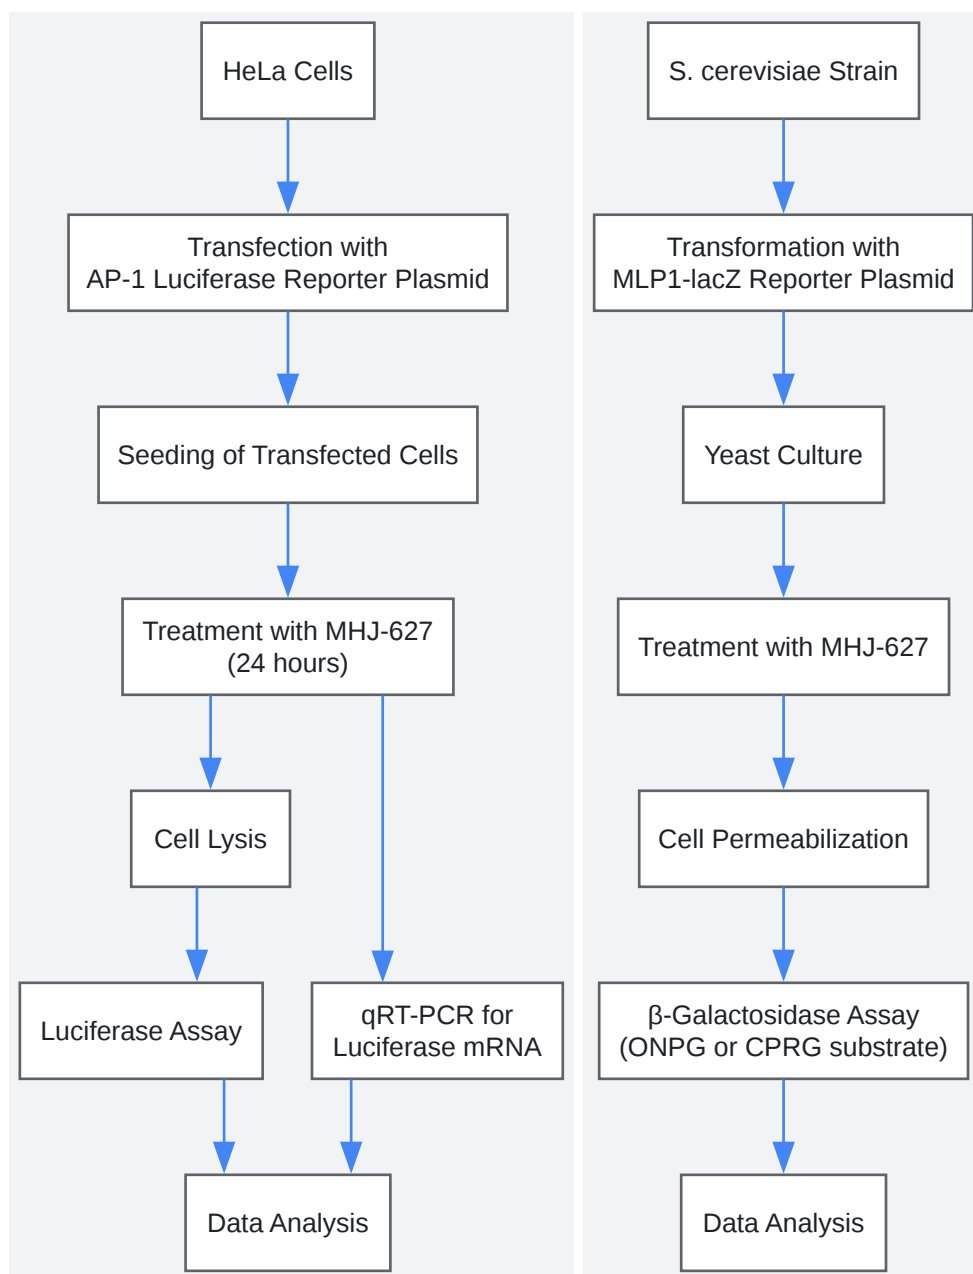 HeLa Cells
Transfection with
AP-1 Luciferase Reporter Plasmid
Seeding of Transfected Cells
Treatment with MHJ-627
(24 hours)
Cell Lysis
Luciferase Assay
qRT-PCR for
Luciferase mRNA
Data Analysis
S. cerevisiae Strain
Transformation with
MLP1-lacZ Reporter Plasmid
Yeast Culture
Treatment with MHJ-627
Cell Permeabilization
β-Galactosidase Assay
(ONPG or CPRG substrate)
Data Analysis